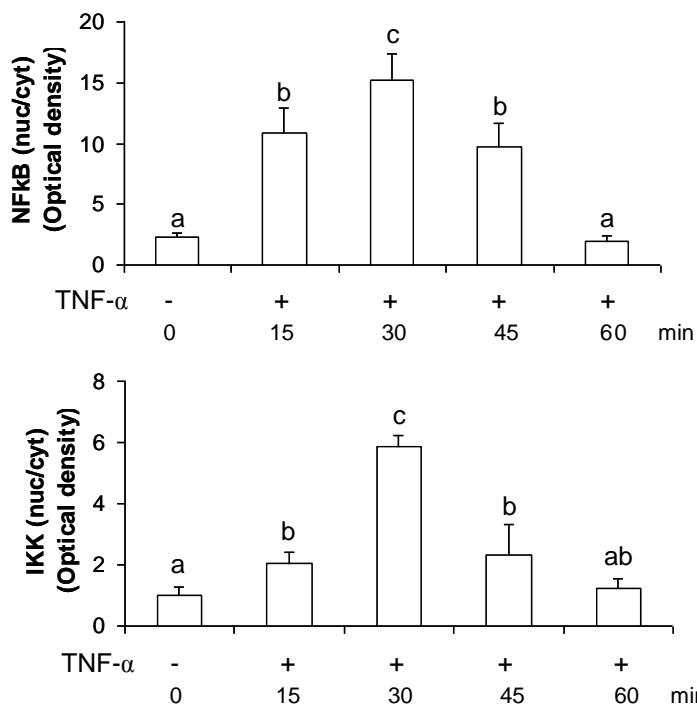 NFkB (nuc/cyt)
(Optical density)
20
15
10
5
0
a
b
c
b
a
TNF-α - + + + +
0 15 30 45 60 min
IKK (nuc/cyt)
(Optical density)
8
6
4
2
0
a
b
c
b
ab
TNF-α - + + + +
0 15 30 45 60 min